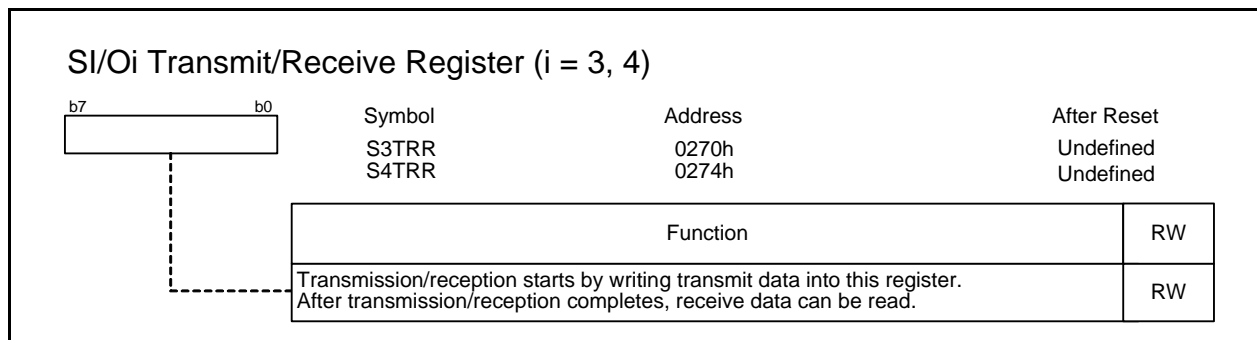 SI/Oi Transmit/Receive Register (i = 3, 4)
b7 b0
Symbol Address After Reset
S3TRR 0270h Undefined
S4TRR 0274h Undefined
Function RW
Transmission/reception starts by writing transmit data into this register.
After transmission/reception completes, receive data can be read.
RW